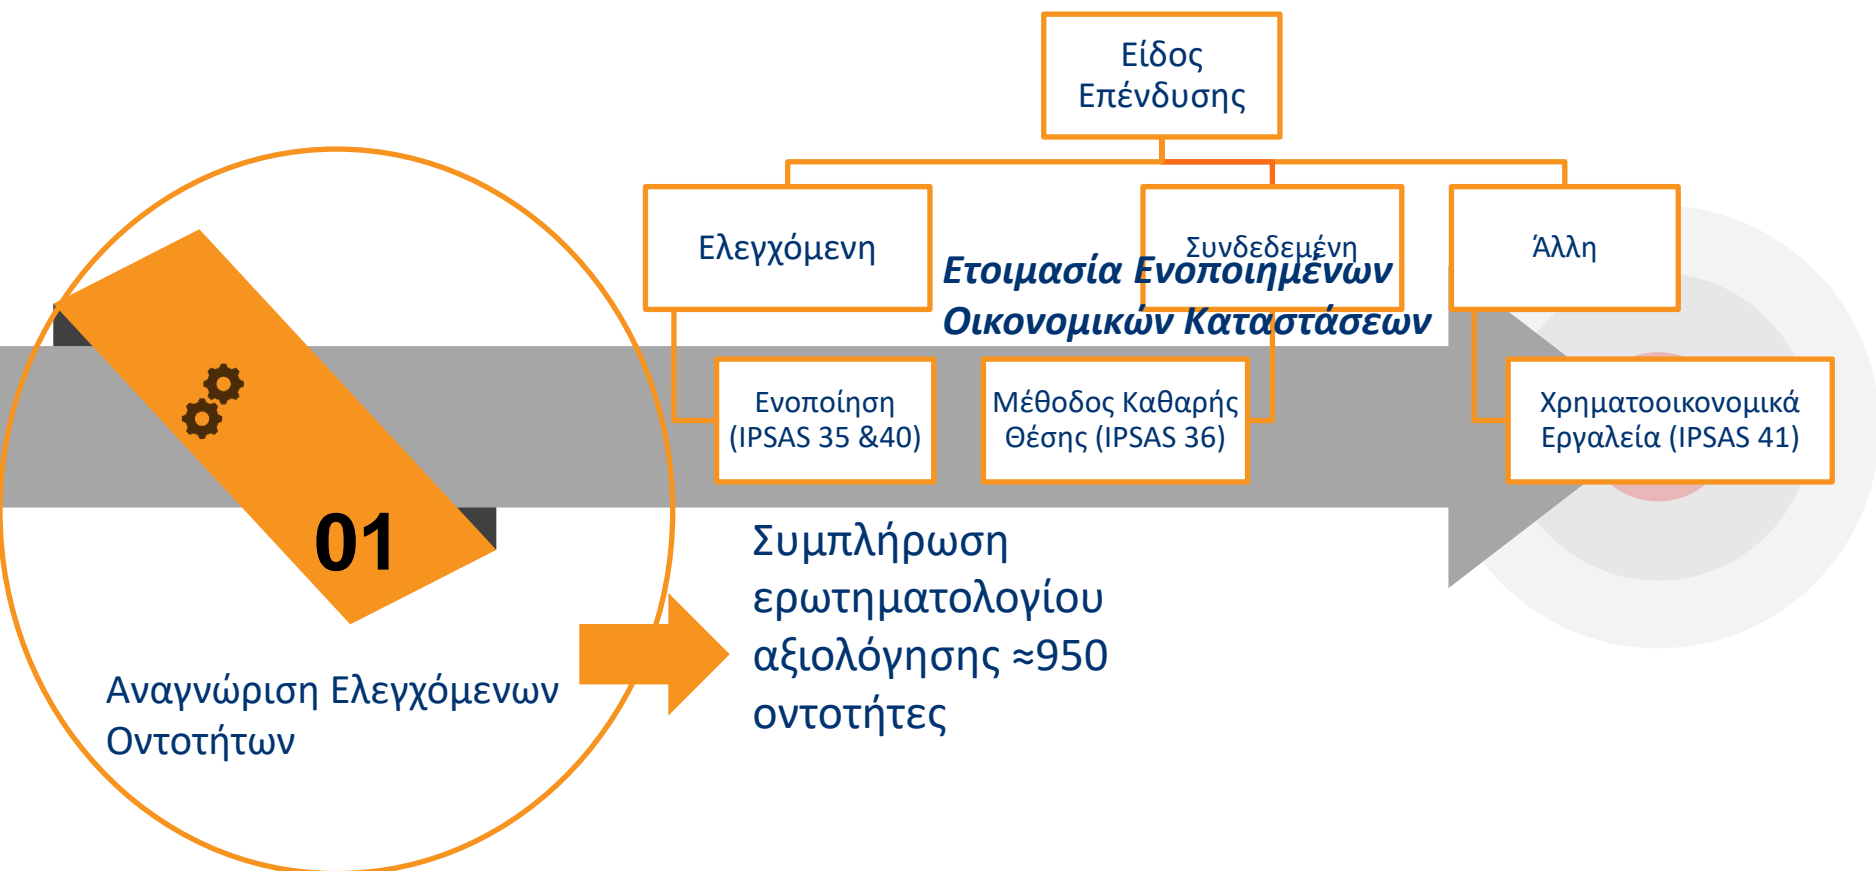 Είδος
Επένδυσης
Ελεγχόμενη
Συνδεδεμένη
Άλλη
Ετοιμασία Ενοποιημένων
Οικονομικών Καταστάσεων
Ενοποίηση
(IPSAS 35 &40)
Μέθοδος Καθαρής
Θέσης (IPSAS 36)
Χρηματοοικονομικά
Εργαλεία (IPSAS 41)
01
Αναγνώριση Ελεγχόμενων
Οντοτήτων
Συμπλήρωση
ερωτηματολογίου
αξιολόγησης ≈950
οντοτήτες